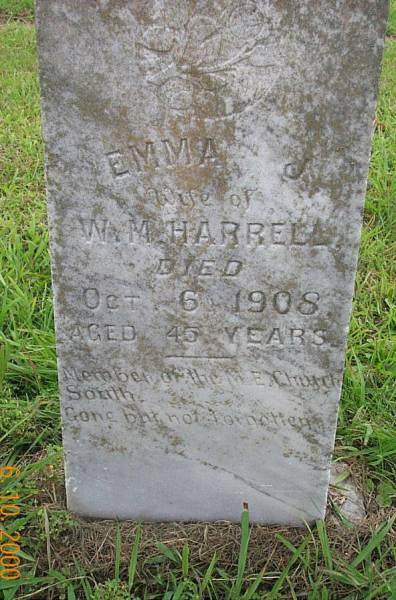 EMMA J.
Wife of
W. M. HARRELL
DIED
OCT. 6 1908
AGED 45 YEARS
Member of the M. E. Church
South.
Gone but not forgotten
6 10 2000